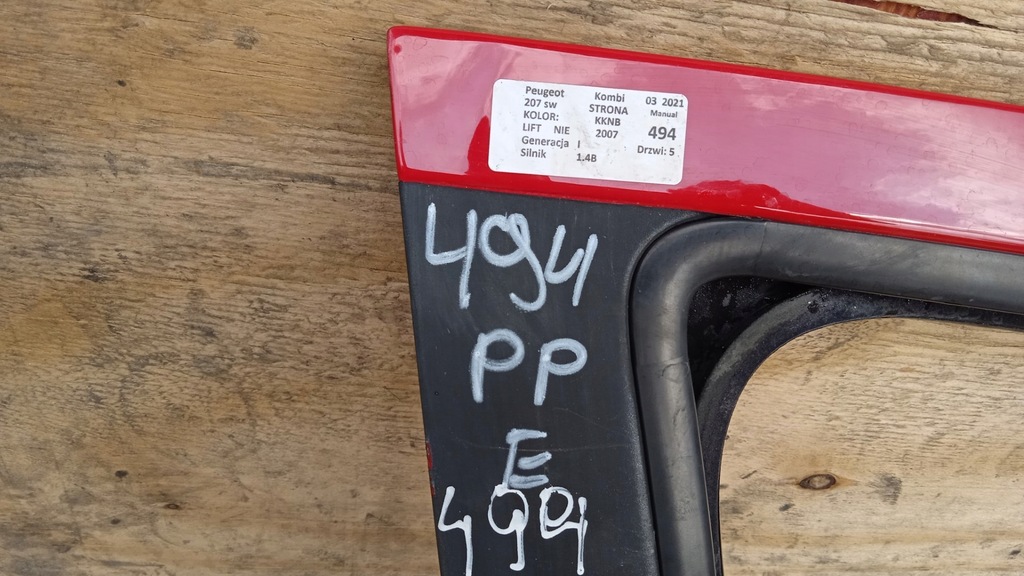 Peugeot Kombi 03 2021
207 sw STRONA Manual
KOLOR: KKNB 494
LIFT NIE 2007
Generacja I Drzwi: 5
Silnik 1.4B
494
PP
E
494